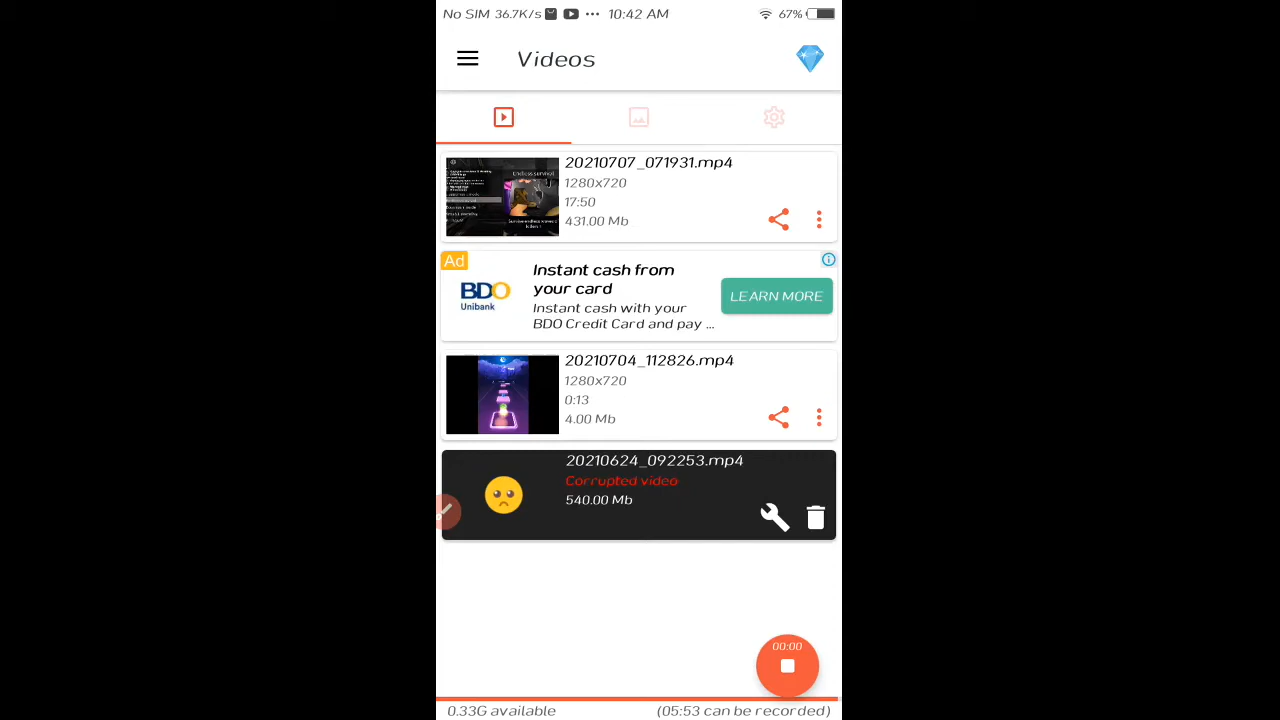 No SIM 36.7K/s ••• 10:42 AM 67%
Videos
20210707_071931.mp4
1280x720
17:50
431.00 Mb
Endless survival
Ad
BDO
Unibank
Instant cash from
your card
Instant cash with your
BDO Credit Card and pay ...
LEARN MORE
20210704_112826.mp4
1280x720
0:13
4.00 Mb
20210624_092253.mp4
Corrupted video
540.00 Mb
00:00
0.33G available
(05:53 can be recorded)